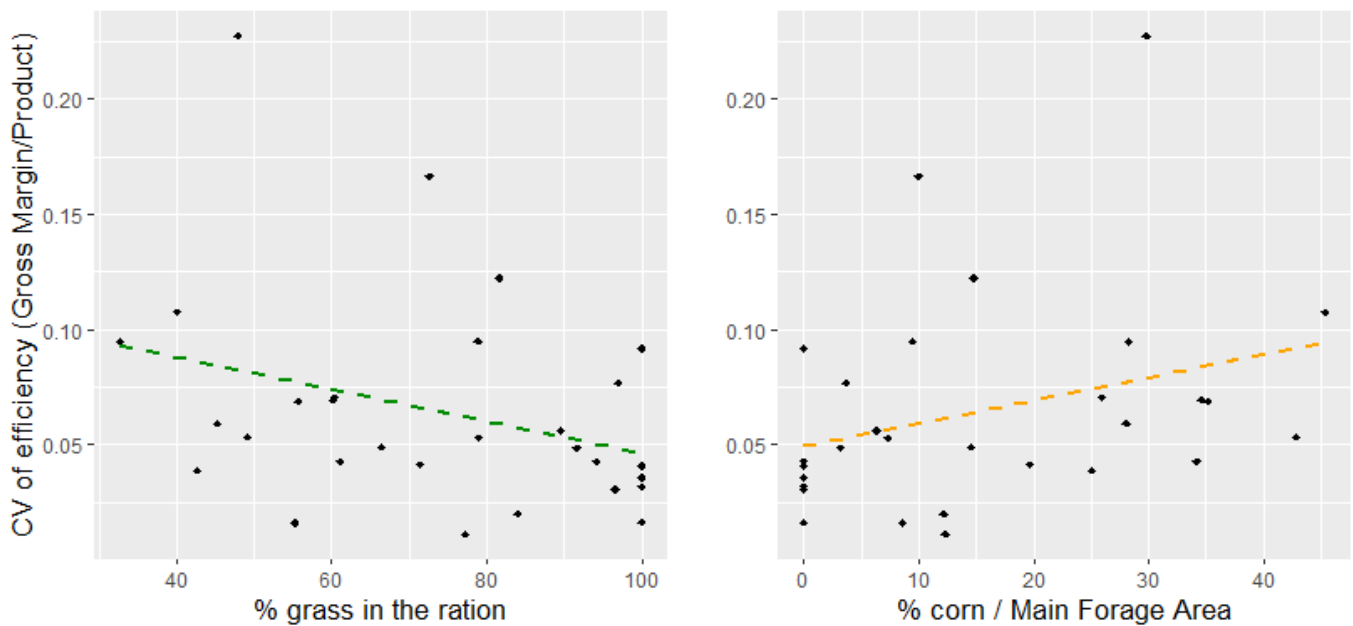 CV of efficiency (Gross Margin/Product)
0.20
0.15
0.10
0.05
40 60 80 100
% grass in the ration
0.20
0.15
0.10
0.05
0 10 20 30 40
% corn / Main Forage Area